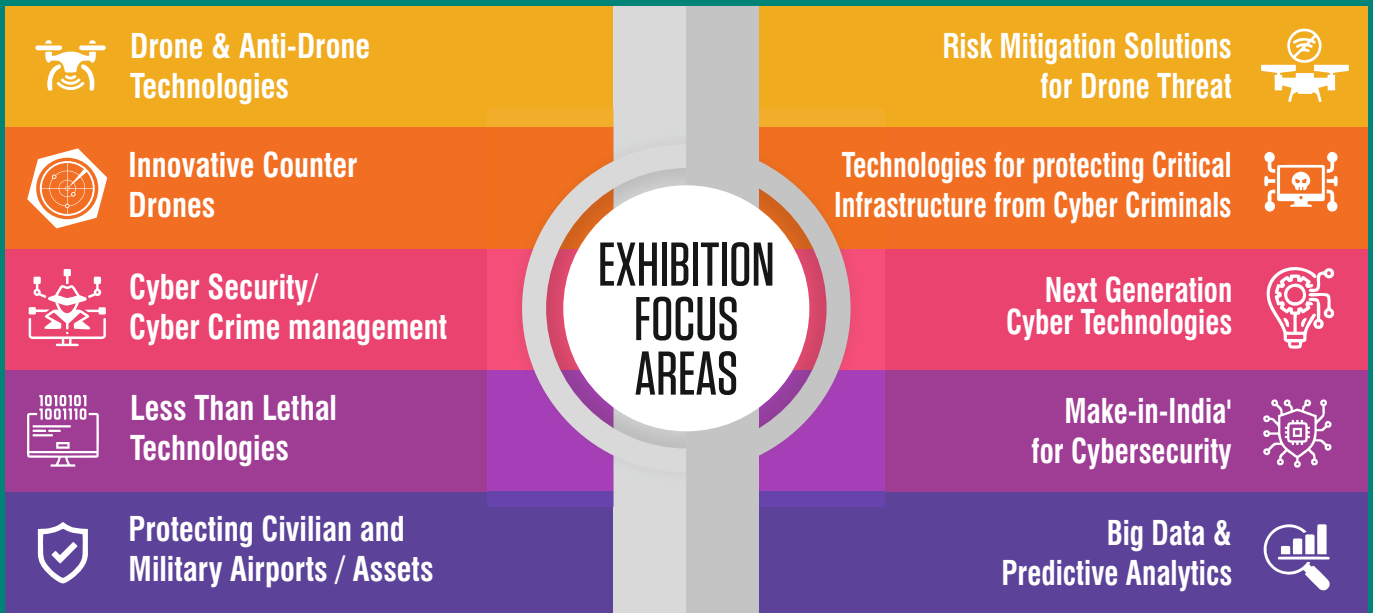 Drone & Anti-Drone
Technologies
Innovative Counter
Drones
Cyber Security/
Cyber Crime management
1010101
1001110
Less Than Lethal
Technologies
Protecting Civilian and
Military Airports / Assets
EXHIBITION
FOCUS
AREAS
Risk Mitigation Solutions
for Drone Threat
Technologies for protecting Critical
Infrastructure from Cyber Criminals
Next Generation
Cyber Technologies
Make-in-India'
for Cybersecurity
Big Data &
Predictive Analytics